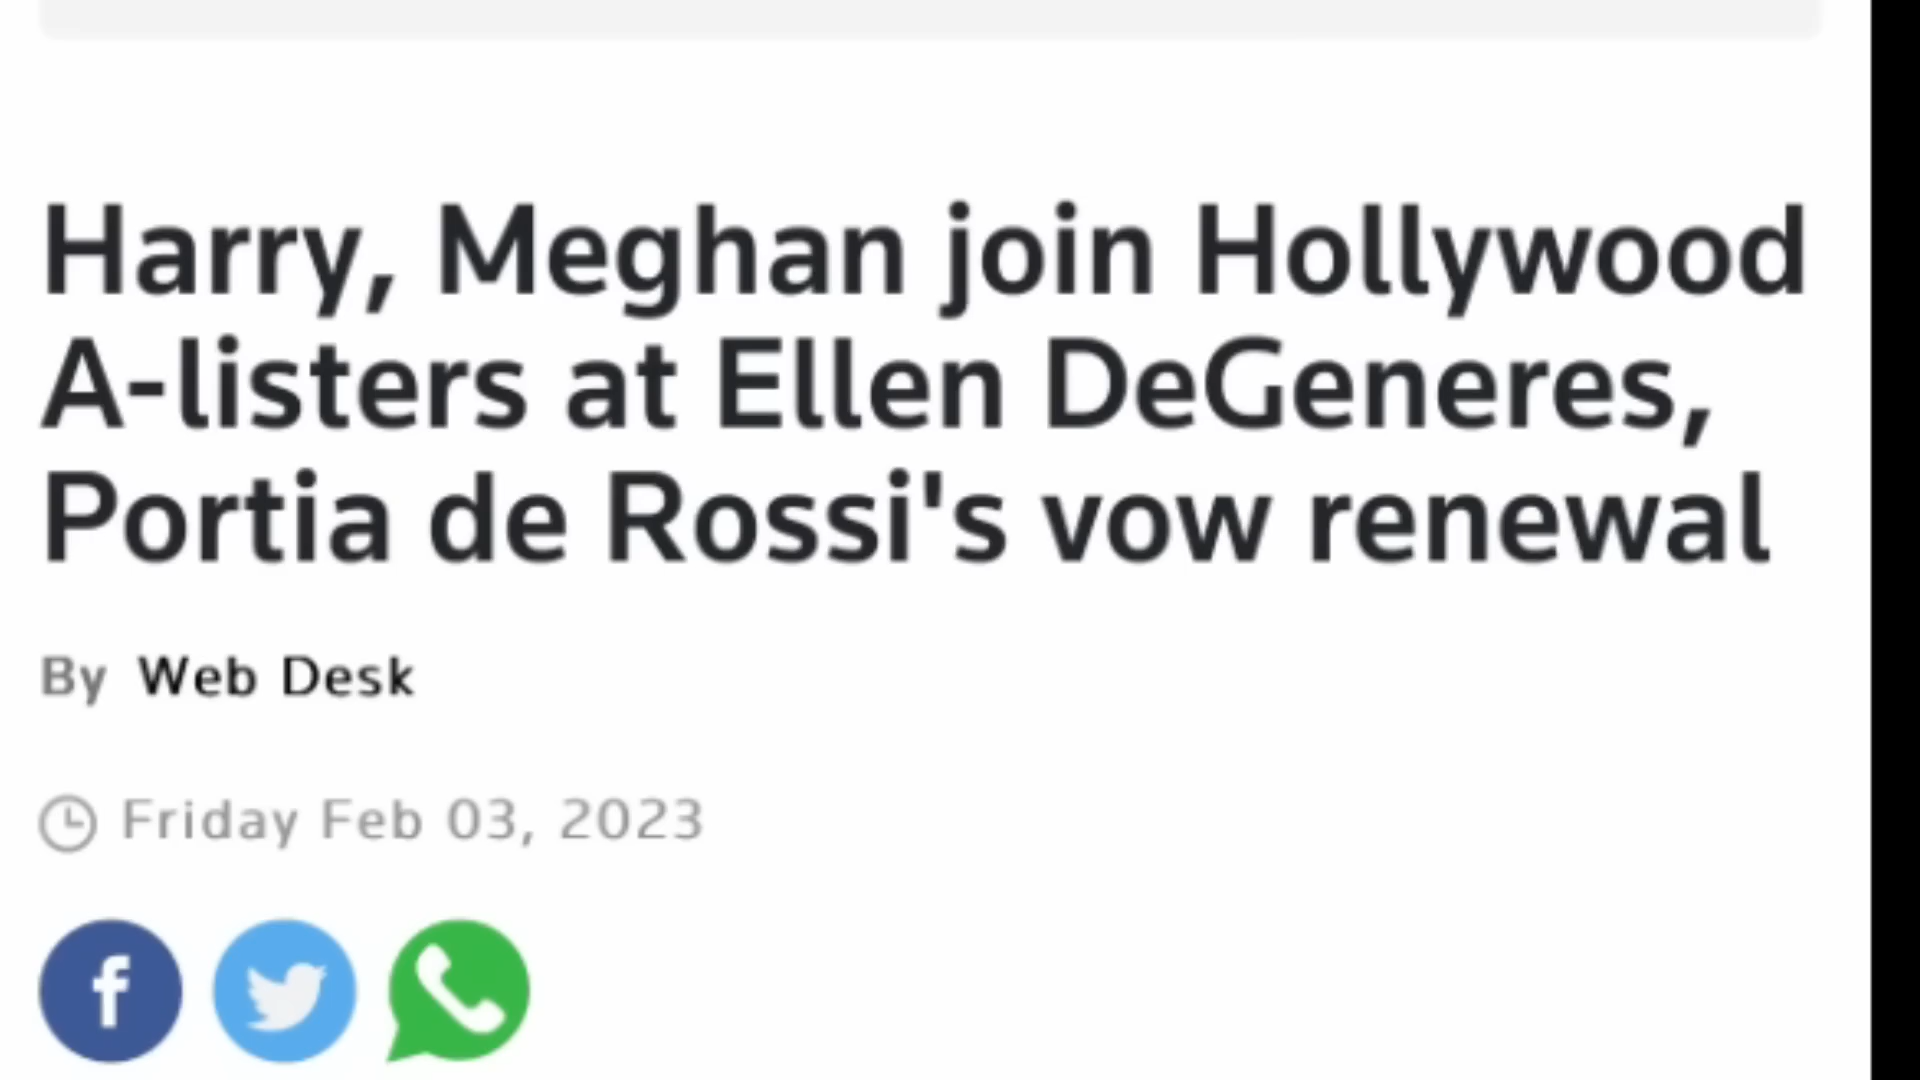 Harry, Meghan join Hollywood
A-listers at Ellen DeGeneres,
Portia de Rossi's vow renewal
By Web Desk
Friday Feb 03, 2023